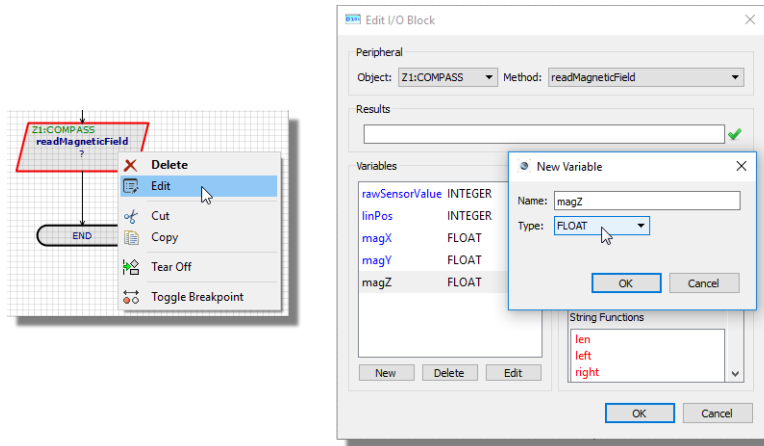 Z1:COMPASS
readMagneticField
?
END
Delete
Edit
Cut
Copy
Tear Off
Toggle Breakpoint
Edit I/O Block
Peripheral
Object: Z1:COMPASS Method: readMagneticField
Results
Variables
rawSensorValue INTEGER
linPos INTEGER
magX FLOAT
magY FLOAT
magZ FLOAT
New Delete Edit
New Variable
Name: magZ
Type: FLOAT
OK Cancel
String Functions
len
left
right
OK Cancel